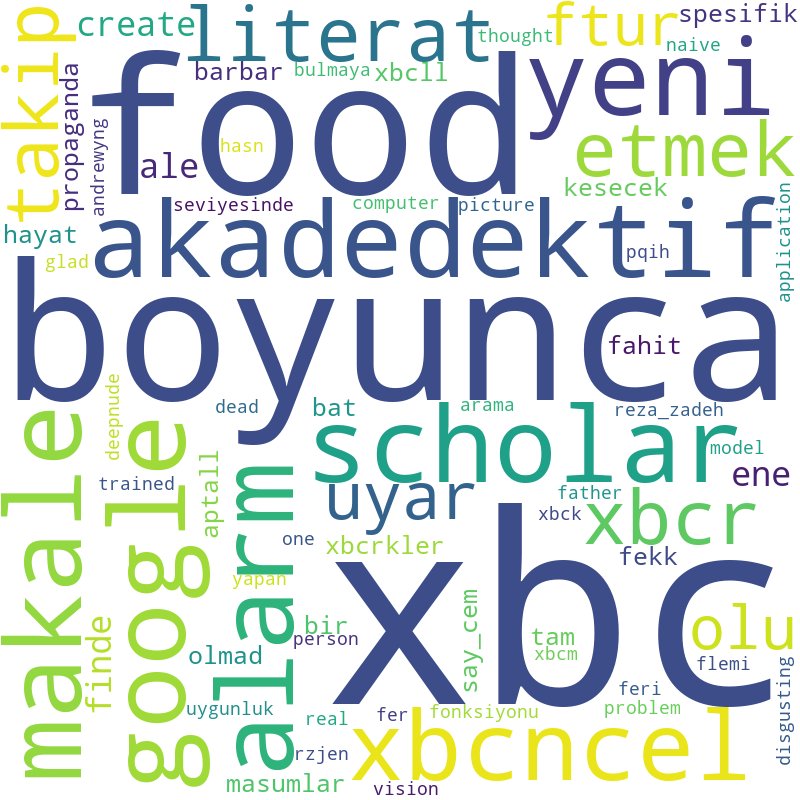 create
literat
thought
ftur
spesifik
naive
takip
propaganda
andrewyng
barbar
bulmaya
xbcll
food
yeni
hasn
ale
etmek
kesecek
seviyesinde
computer
picture
hayat
glad
akadedektif
pqih
application
boyunca
fahit
deepnude
dead
bat
arama
reza_zadeh
makale
google
alarm
aptall
scholar
model
ene
trained
uyar
father
xbck
xbcr
one
xbcrkler
fekk
yapan
xbc
finde
bir
person
say_cem
tam
xbcm
olu
olmad
flemi
disgusting
feri
uygunluk
real
fer
fonksiyonu
problem
rzjen
xbcncel
masumlar
vision